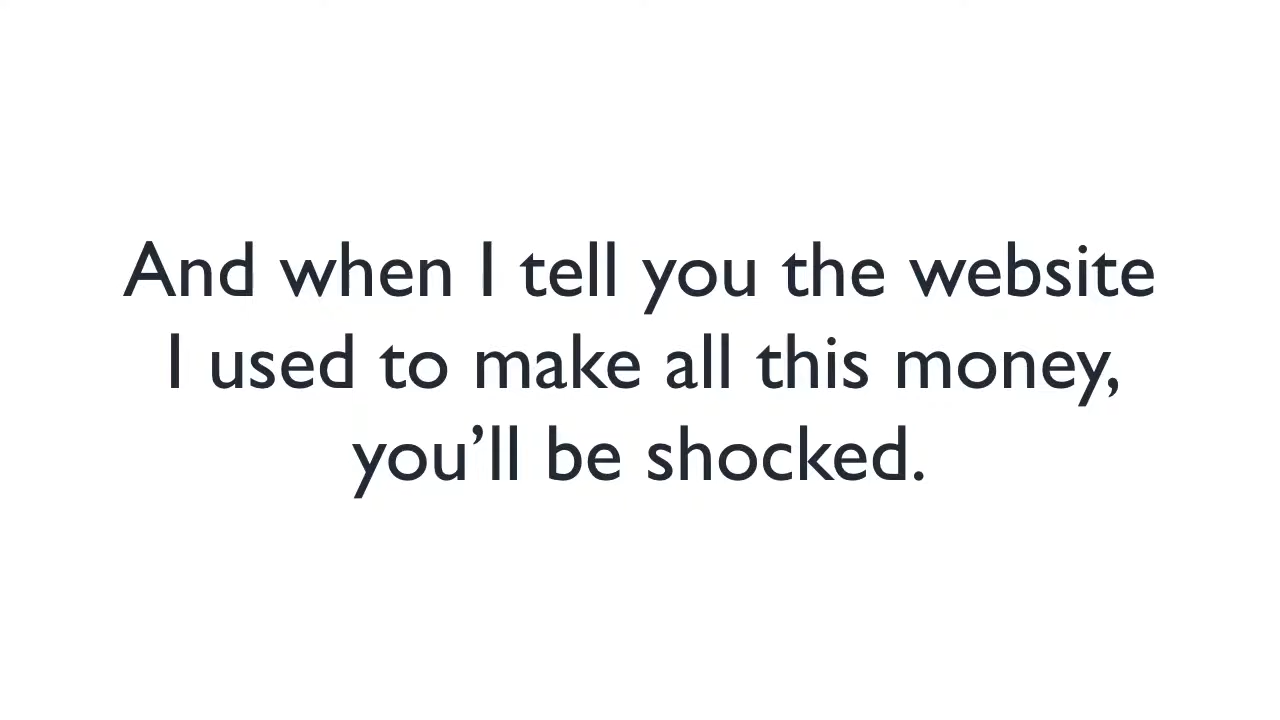 And when I tell you the website
I used to make all this money,
you’ll be shocked.